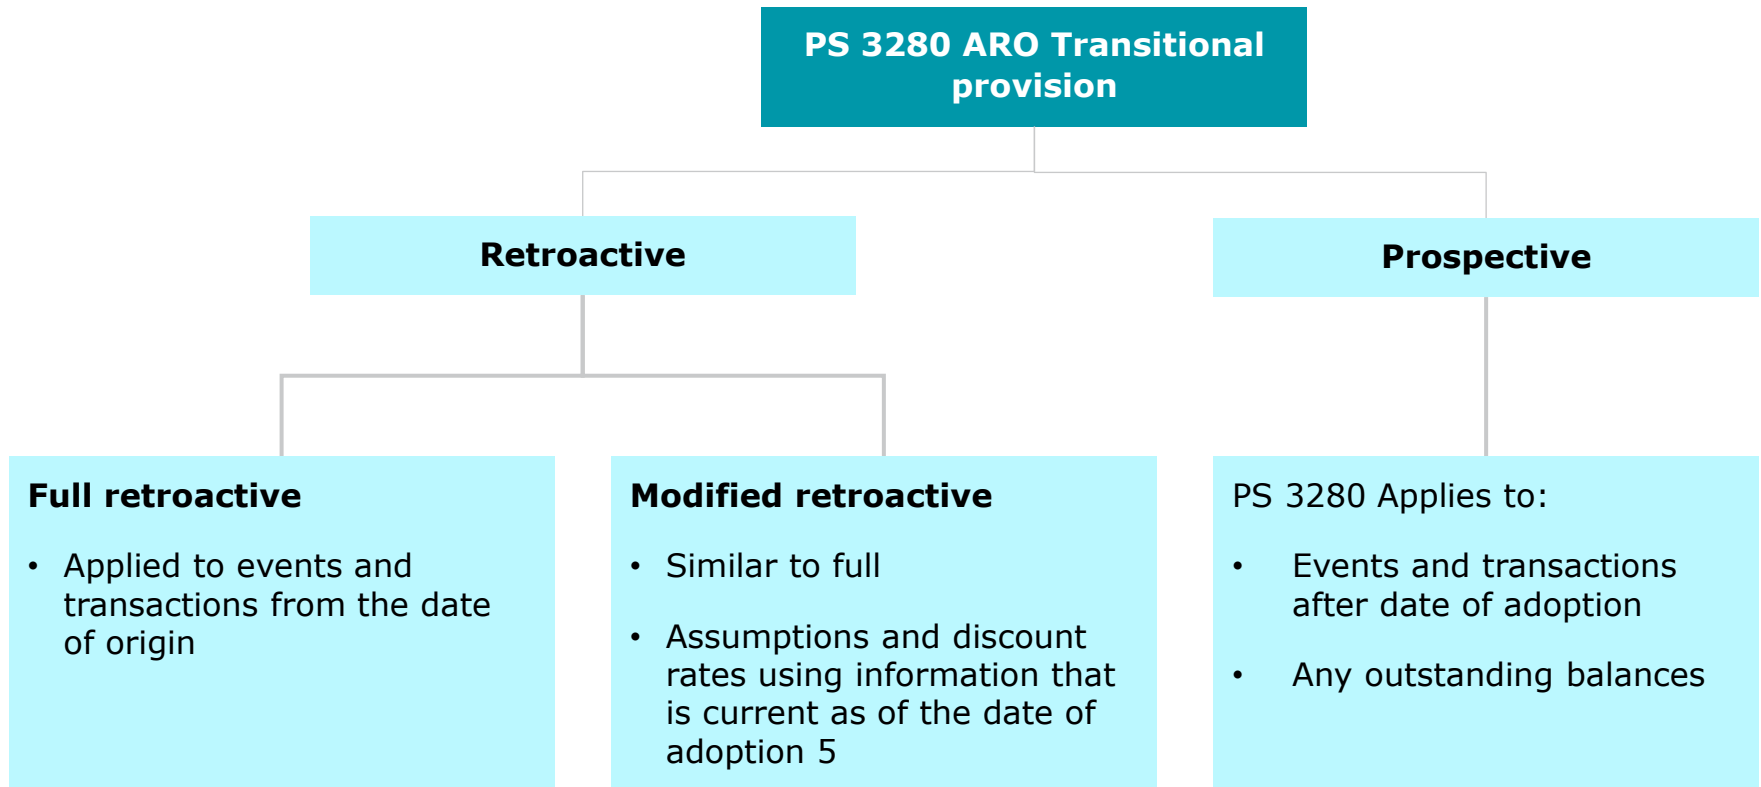 PS 3280 ARO Transitional
provision
Retroactive
Prospective
Full retroactive
• Applied to events and
transactions from the date
of origin
Modified retroactive
• Similar to full
• Assumptions and discount
rates using information that
is current as of the date of
adoption 5
PS 3280 Applies to:
• Events and transactions
after date of adoption
• Any outstanding balances